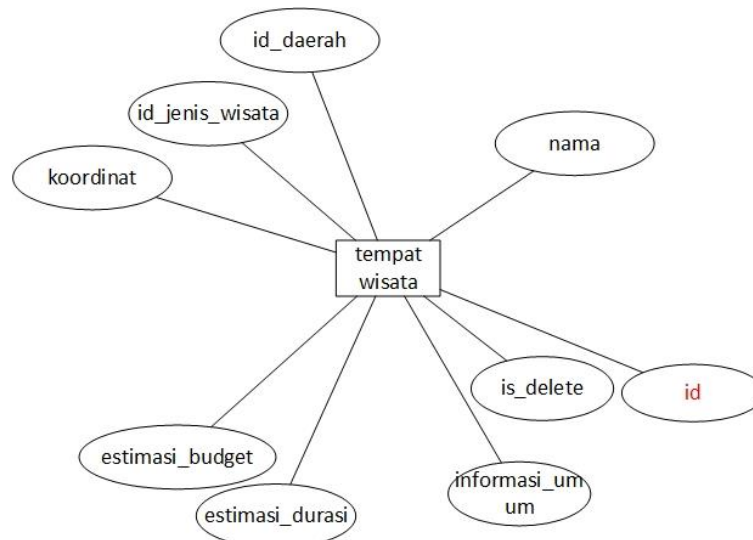 id_daerah
id_jenis_wisata
nama
koordinat
tempat
wisata
is_delete
id
estimasi_budget
informasi_um
um
estimasi_durasi